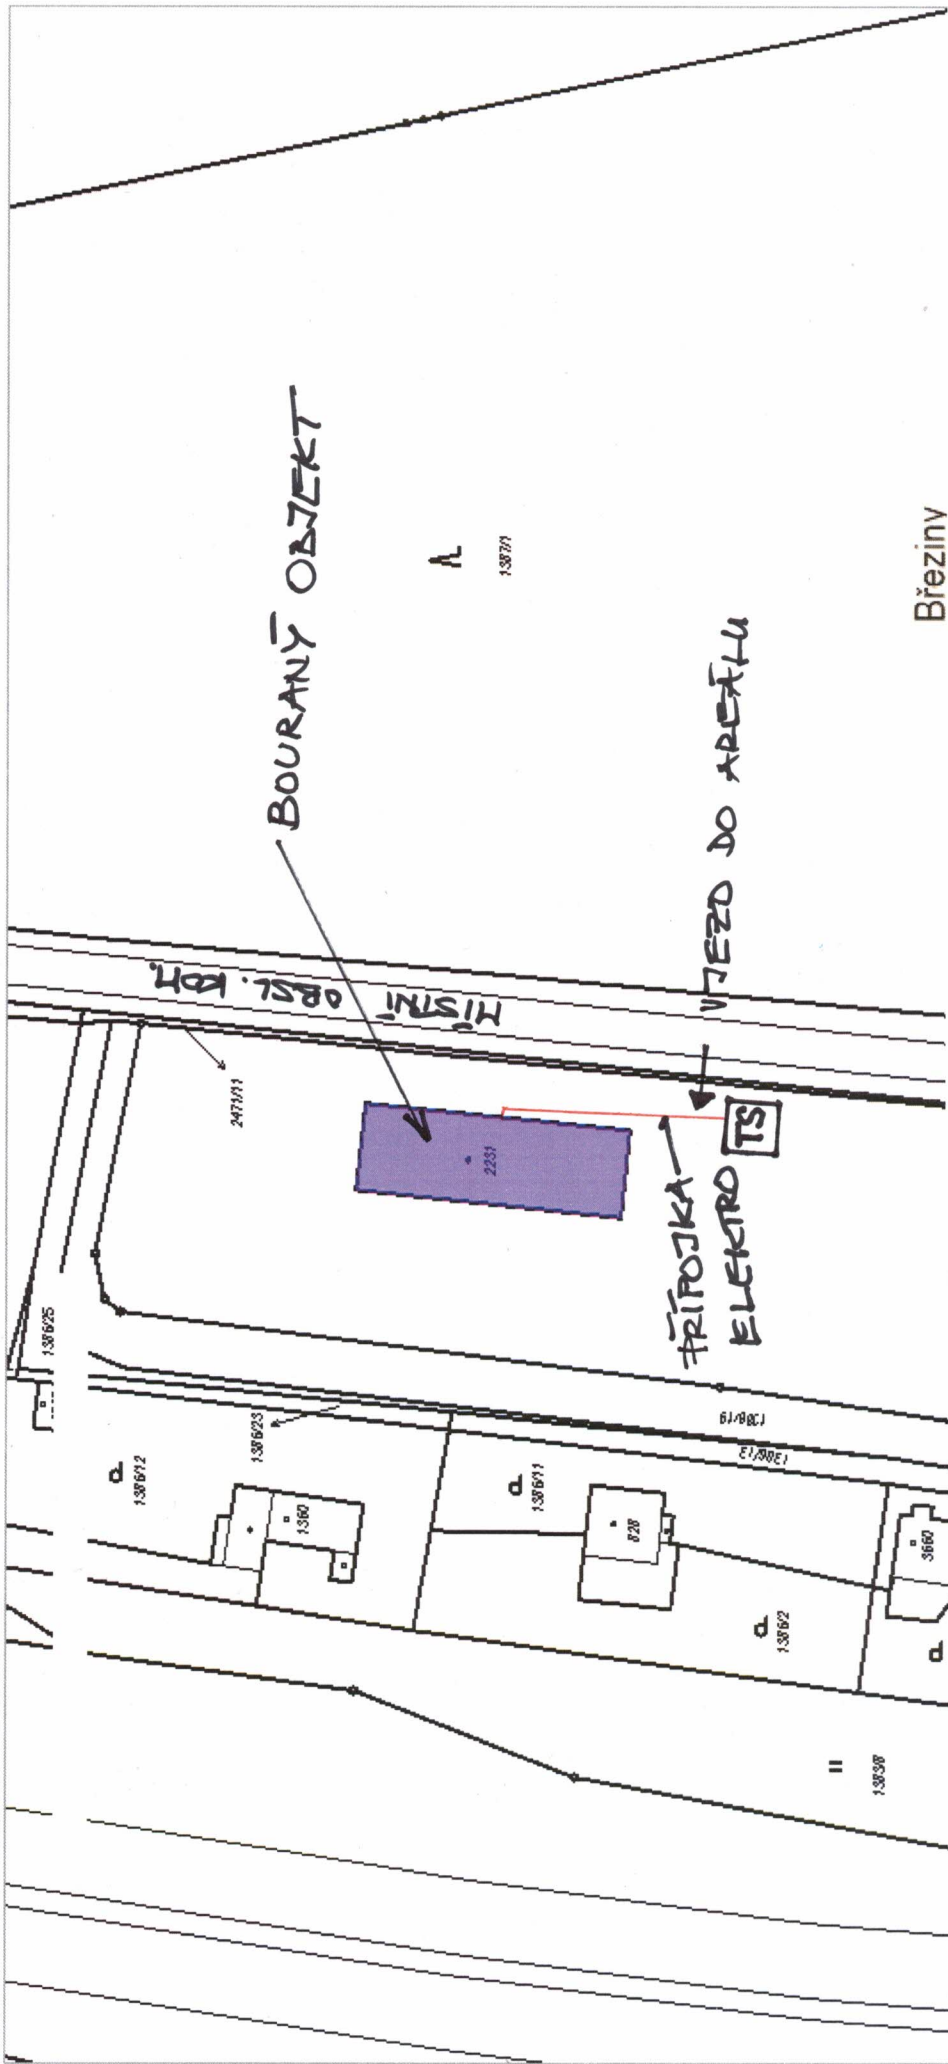 BOURANÝ OBJEKT
MÍSTNÍ OBSL. KOM.
VJEZD DO AREÁLU
PŘÍPOJKA
ELEKTRO
TS
Březiny
1387/1
2471/11
2231
1386/25
1386/23
1386/19
1386/13
1386/12
1360
1386/11
828
1386/2
3660
1383/8